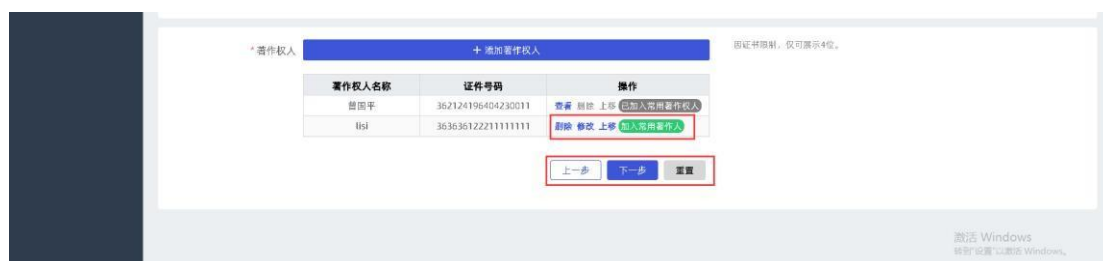 * 著作权人
+ 添加著作权人
因证书限制，仅可展示4位。
著作权人名称 证件号码 操作
曾国平 362124196404230011 查看 删除 上移 已加入常用著作权人
lisi 363636122211111111 删除 修改 上移 加入常用著作人
上一步 下一步 重置
激活 Windows
转到"设置"以激活 Windows。